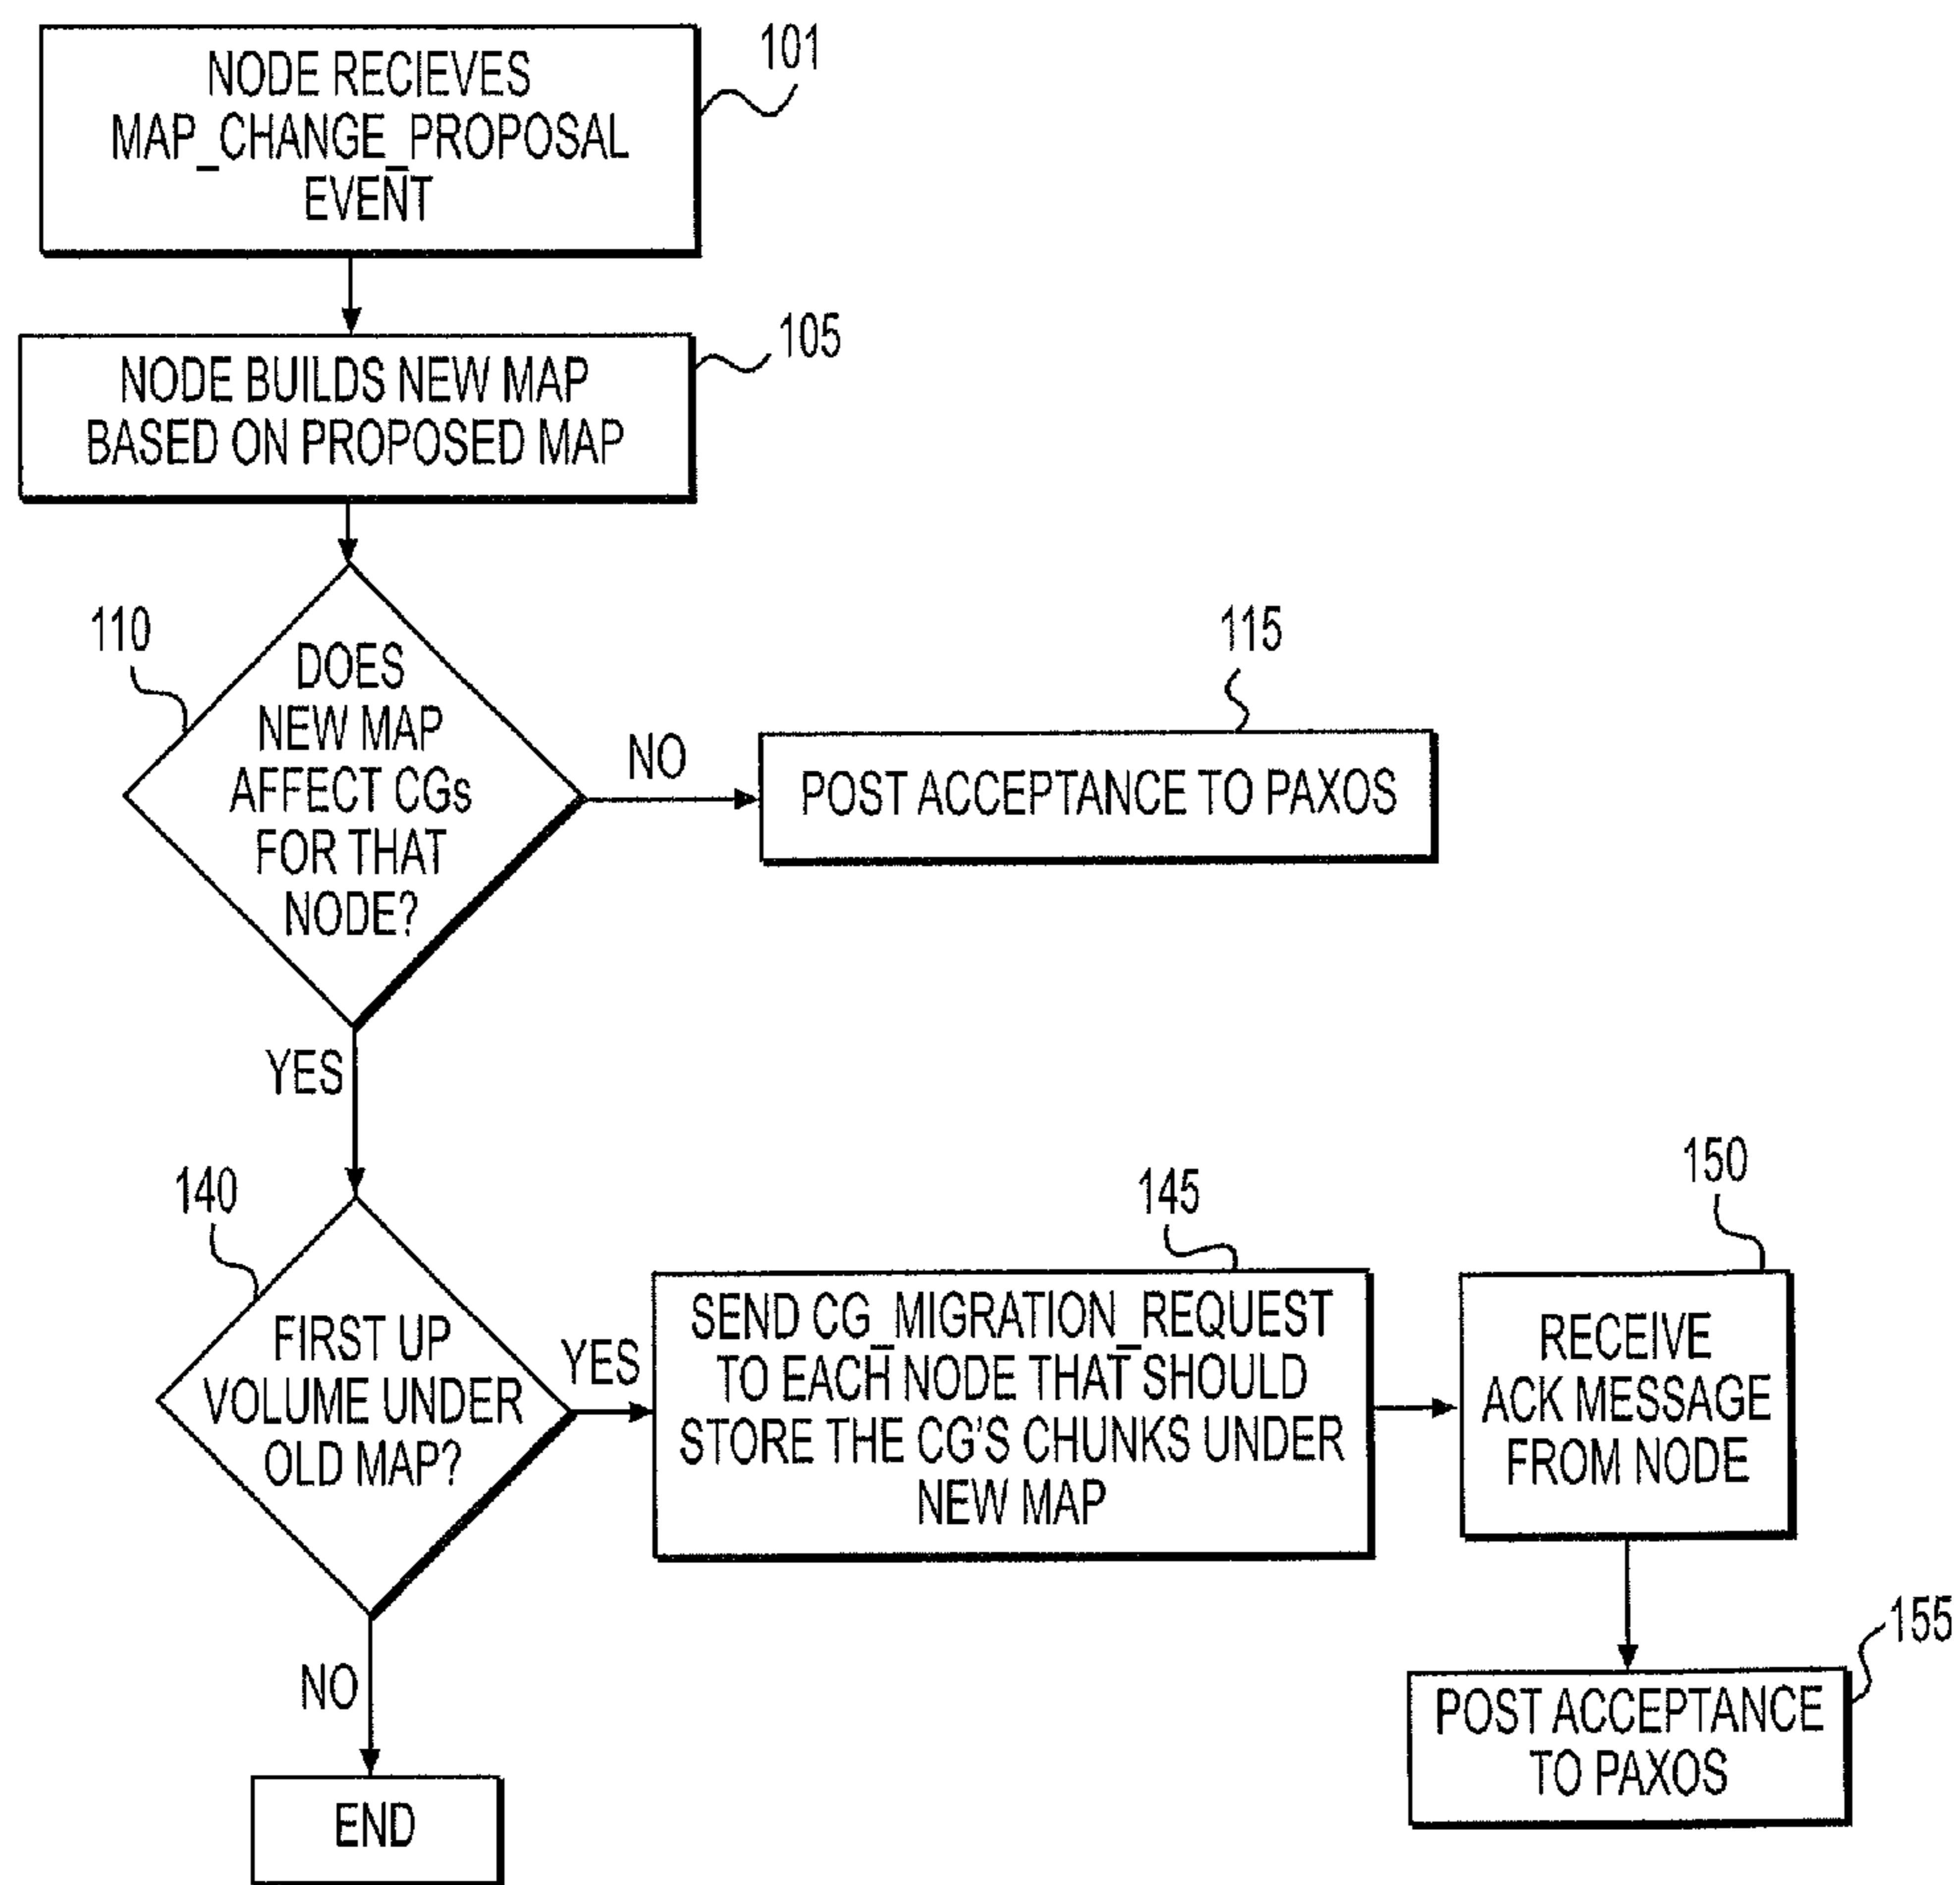 NODE RECIEVES
MAP_CHANGE_PROPOSAL
EVENT
101
NODE BUILDS NEW MAP
BASED ON PROPOSED MAP
105
110
DOES
NEW MAP
AFFECT CGs
FOR THAT
NODE?
NO
115
POST ACCEPTANCE TO PAXOS
YES
140
FIRST UP
VOLUME UNDER
OLD MAP?
YES
145
SEND CG_MIGRATION_REQUEST
TO EACH NODE THAT SHOULD
STORE THE CG'S CHUNKS UNDER
NEW MAP
150
RECEIVE
ACK MESSAGE
FROM NODE
155
POST ACCEPTANCE
TO PAXOS
NO
END